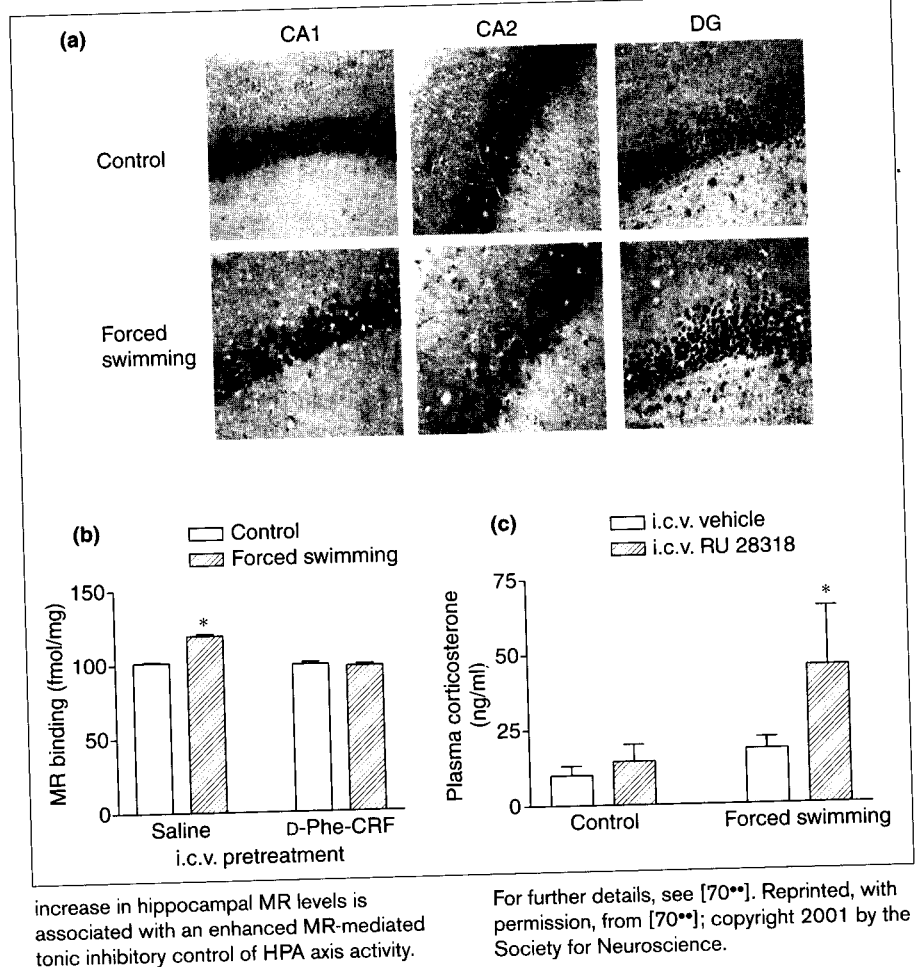 (a)
CA1 CA2 DG
Control
Forced
swimming
(b)
Control
Forced swimming
MR binding (fmol/mg)
150
100
50
0
*
Saline D-Phe-CRF
i.c.v. pretreatment
(c)
i.c.v. vehicle
i.c.v. RU 28318
Plasma corticosterone
(ng/ml)
75
50
25
0
*
Control Forced swimming
increase in hippocampal MR levels is
associated with an enhanced MR-mediated
tonic inhibitory control of HPA axis activity.
For further details, see [70••]. Reprinted, with
permission, from [70••]; copyright 2001 by the
Society for Neuroscience.